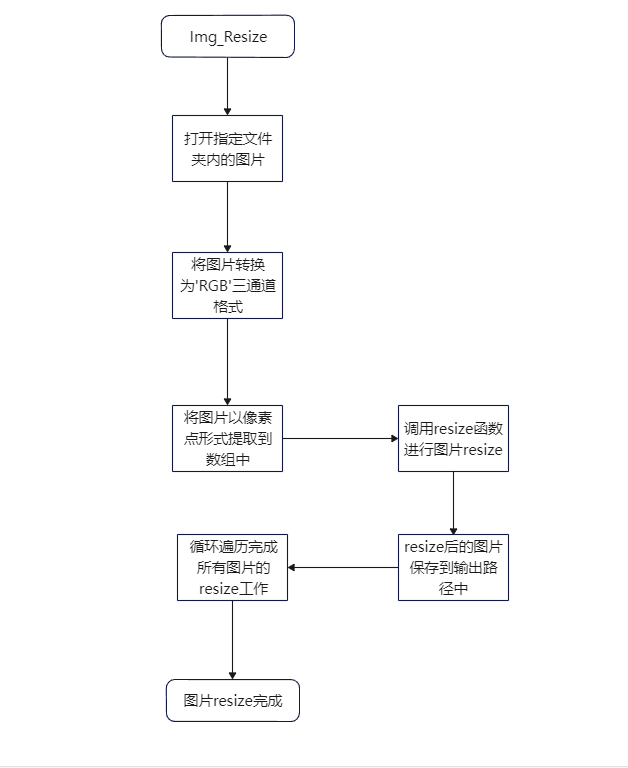 Img_Resize
打开指定文件
夹内的图片
将图片转换
为'RGB'三通道
格式
将图片以像素
点形式提取到
数组中
调用resize函数
进行图片resize
resize后的图片
保存到输出路
径中
循环遍历完成
所有图片的
resize工作
图片resize完成